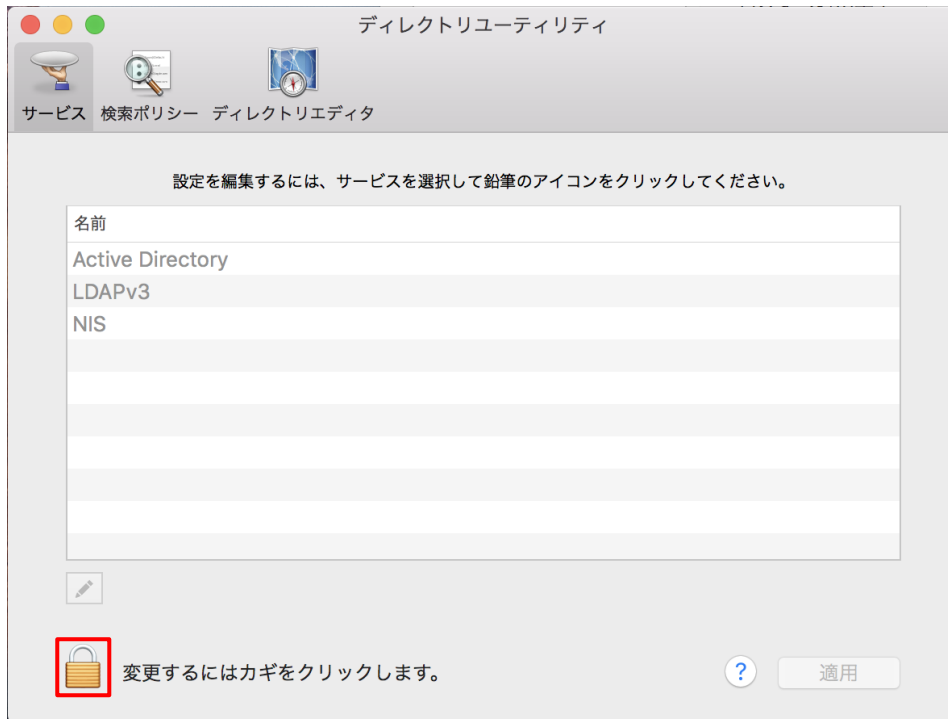 ディレクトリユーティリティ
サービス 検索ポリシー ディレクトリエディタ
設定を編集するには、サービスを選択して鉛筆のアイコンをクリックしてください。
名前
Active Directory
LDAPv3
NIS
変更するにはカギをクリックします。
? 適用